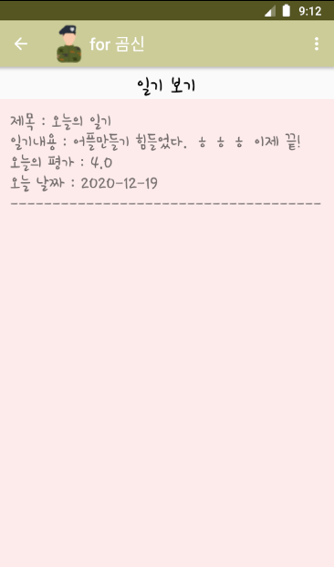 9:12
for 곰신
일기 보기
제목 : 오늘의 일기
일기내용 : 어플만들기 힘들었다. ㅎ ㅎ ㅎ 이제 끝!
오늘의 평가 : 4.0
오늘 날짜 : 2020-12-19
-------------------------------------